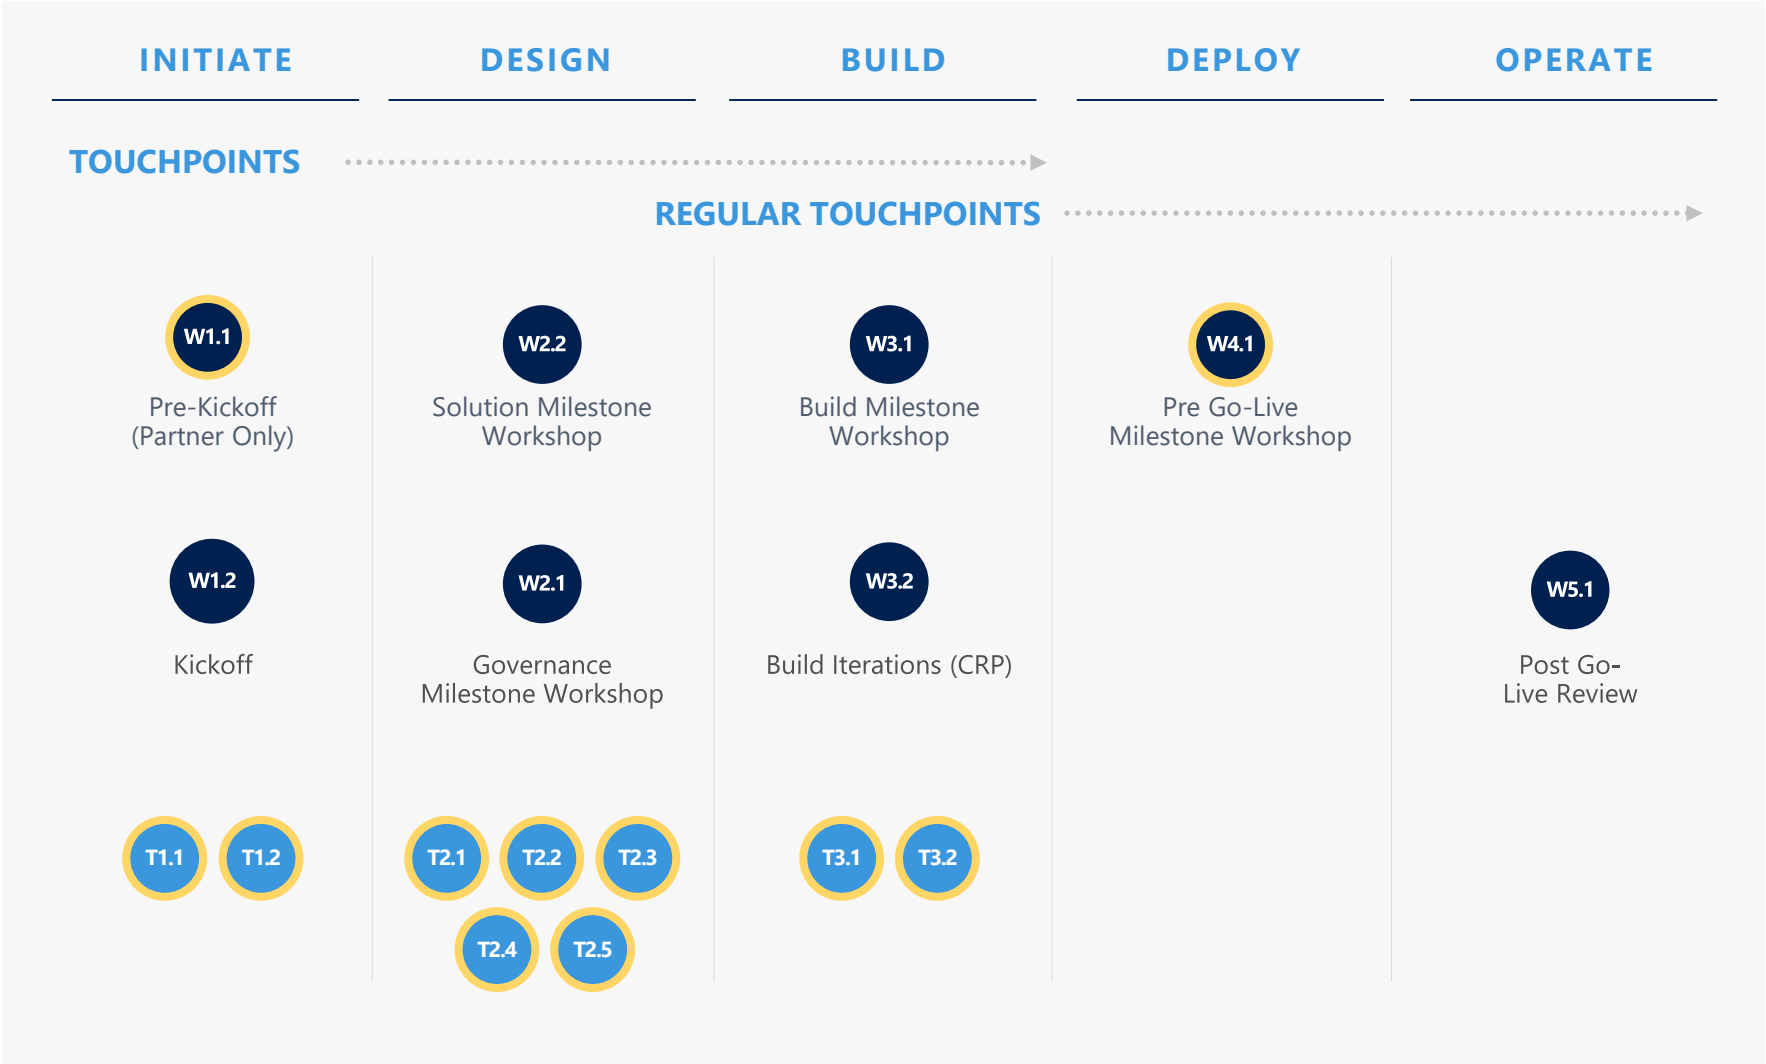 INITIATE
DESIGN
BUILD
DEPLOY
OPERATE
TOUCHPOINTS
REGULAR TOUCHPOINTS
W1.1
Pre-Kickoff
(Partner Only)
W2.2
Solution Milestone
Workshop
W3.1
Build Milestone
Workshop
W4.1
Pre Go-Live
Milestone Workshop
W1.2
Kickoff
W2.1
Governance
Milestone Workshop
W3.2
Build Iterations (CRP)
W5.1
Post Go-
Live Review
T1.1
T1.2
T2.1
T2.2
T2.3
T2.4
T2.5
T3.1
T3.2